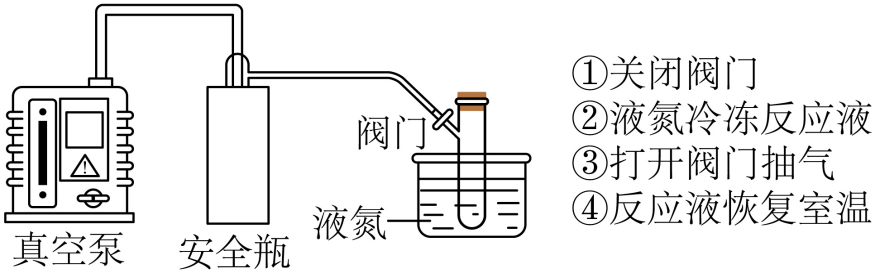 ①关闭阀门
②液氮冷冻反应液
阀门
③打开阀门抽气
④反应液恢复室温
液氮
真空泵
安全瓶